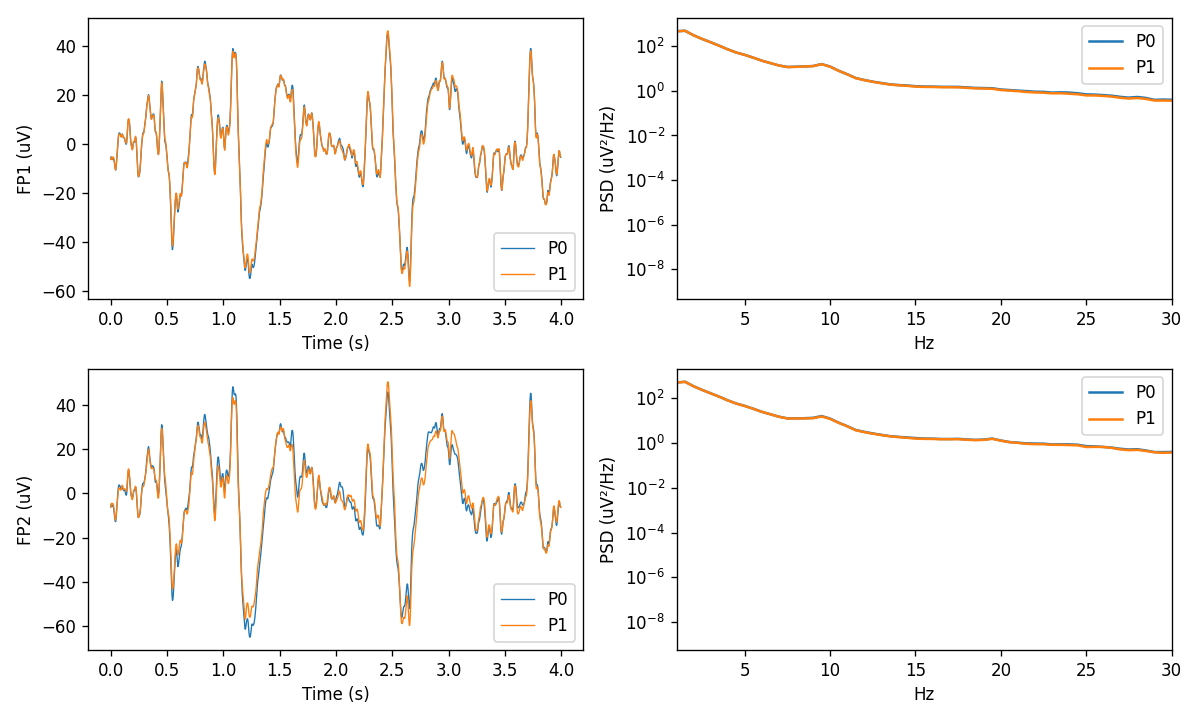 FP1 (uV)
40
20
0
−20
−40
−60
P0
P1
0.0 0.5 1.0 1.5 2.0 2.5 3.0 3.5 4.0
Time (s)
PSD (uV²/Hz)
10²
10⁰
10⁻²
10⁻⁴
10⁻⁶
10⁻⁸
P0
P1
5 10 15 20 25 30
Hz
FP2 (uV)
40
20
0
−20
−40
−60
P0
P1
0.0 0.5 1.0 1.5 2.0 2.5 3.0 3.5 4.0
Time (s)
PSD (uV²/Hz)
10²
10⁰
10⁻²
10⁻⁴
10⁻⁶
10⁻⁸
P0
P1
5 10 15 20 25 30
Hz